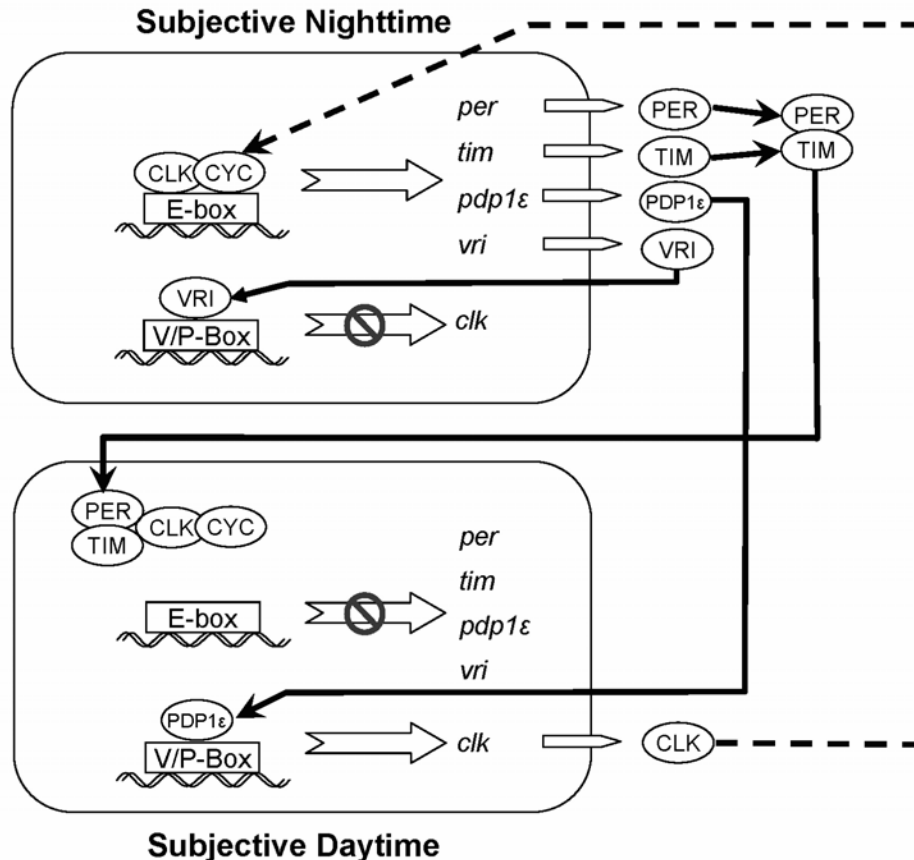 Subjective Nighttime
per PER PER
tim TIM TIM
CLK CYC
E-box
pdp1ε PDP1ε
vri VRI
VRI
V/P-Box
clk
PER
TIM
CLK CYC
per
tim
E-box
pdp1ε
vri
PDP1ε
V/P-Box
clk CLK
Subjective Daytime